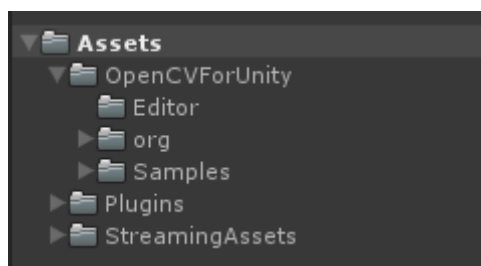 Assets
OpenCVForUnity
Editor
org
Samples
Plugins
StreamingAssets